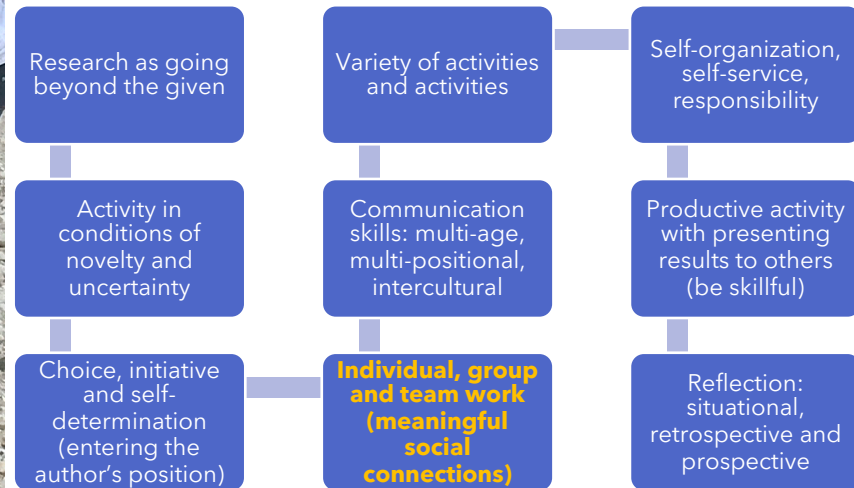 Research as going
beyond the given
Activity in
conditions of
novelty and
uncertainty
Choice, initiative
and self-
determination
(entering the
author's position)
Individual, group
and team work
(meaningful
social
connections)
Communication
skills: multi-age,
multi-positional,
intercultural
Variety of activities
and activities
Self-organization,
self-service,
responsibility
Productive activity
with presenting
results to others
(be skillful)
Reflection:
situational,
retrospective and
prospective